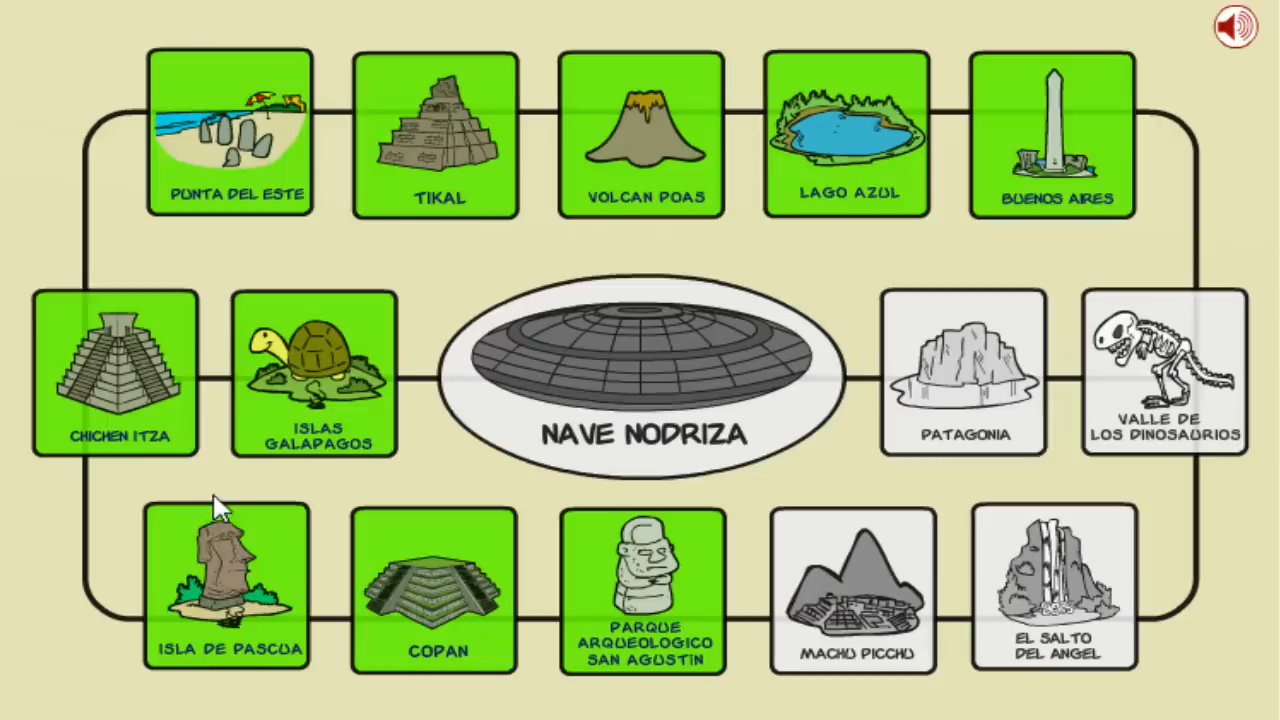 PUNTA DEL ESTE
TIKAL
VOLCAN POAS
LAGO AZUL
BUENOS AIRES
CHICHEN ITZA
ISLAS
GALAPAGOS
NAVE NODRIZA
PATAGONIA
VALLE DE
LOS DINOSAURIOS
ISLA DE PASCUA
COPAN
PARQUE
ARQUEOLOGICO
SAN AGUSTIN
MACHU PICCHU
EL SALTO
DEL ANGEL